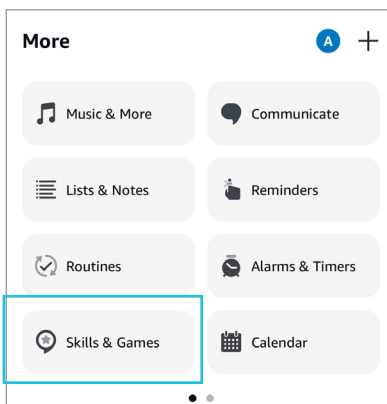 More
A
Music & More
Communicate
Lists & Notes
Reminders
Routines
Alarms & Timers
Skills & Games
Calendar